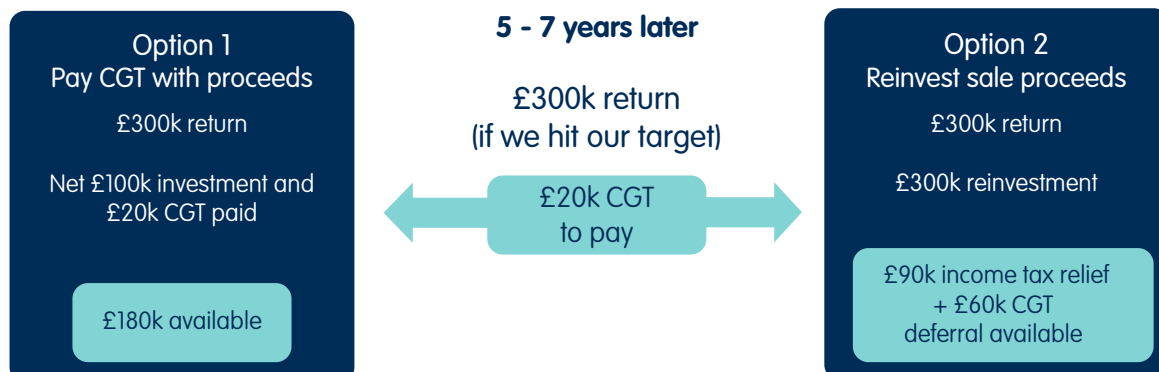 Option 1
Pay CGT with proceeds
£300k return
Net £100k investment and
£20k CGT paid
£180k available
5 - 7 years later
£300k return
(if we hit our target)
£20k CGT
to pay
Option 2
Reinvest sale proceeds
£300k return
£300k reinvestment
£90k income tax relief
+ £60k CGT
deferral available